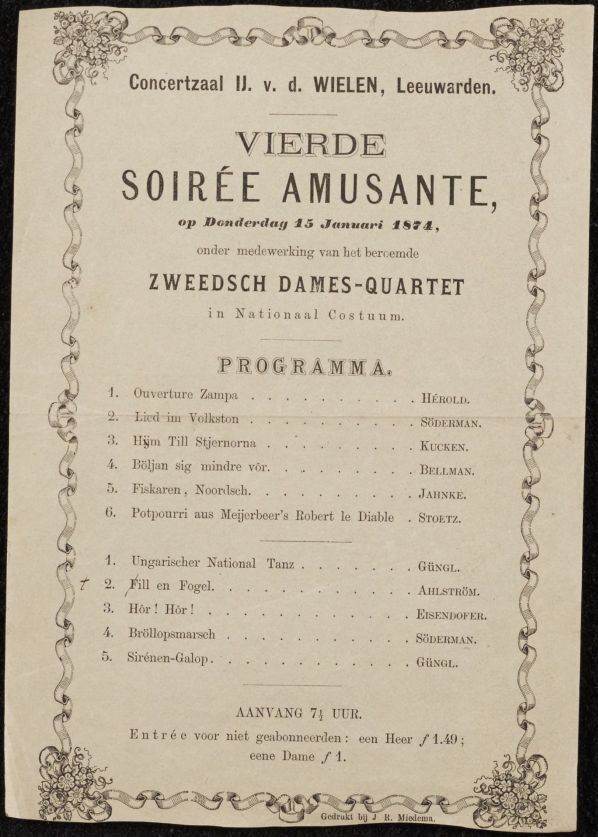 Concertzaal IJ. v. d. WIELEN, Leeuwarden.
VIERDE
SOIRÉE AMUSANTE,
op Donderdag 15 Januari 1874,
onder medewerking van het beroemde
ZWEEDSCH DAMES-QUARTET
in Nationaal Costuum.
PROGRAMMA.
1. Ouverture Zampa . . . . . . . . . . HÉROLD.
2. Lied im Volkston . . . . . . . . . SÖDERMAN.
3. Hijm Till Stjernorna . . . . . . . . KUCKEN.
4. Böljan sig mindre vôr. . . . . . . . BELLMAN.
5. Fiskaren, Noordsch. . . . . . . . . JAHNKE.
6. Potpourri aus Meijerbeer's Robert le Diable . STOETZ.
1. Ungarischer National Tanz . . . . . . . GÜNGL.
t 2. Fill en Fogel. . . . . . . . . . . AHLSTRÖM.
3. Hôr! Hôr! . . . . . . . . . . . EISENDOFER.
4. Bröllopsmarsch . . . . . . . . . . SÖDERMAN.
5. Sirénen-Galop. . . . . . . . . . . GÜNGL.
AANVANG 7½ UUR.
Entrée voor niet geabonneerden: een Heer ƒ 1.49;
eene Dame ƒ 1.
Gedrukt bij J R. Miedema.